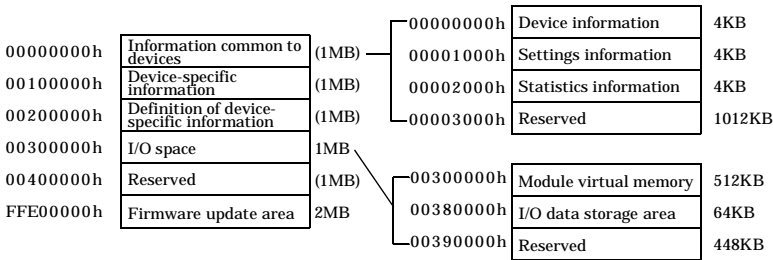 00000000h Information common to devices (1MB)
00100000h Device-specific information (1MB)
00200000h Definition of device-specific information (1MB)
00300000h I/O space 1MB
00400000h Reserved (1MB)
FFE00000h Firmware update area 2MB
00000000h Device information 4KB
00001000h Settings information 4KB
00002000h Statistics information 4KB
00003000h Reserved 1012KB
00300000h Module virtual memory 512KB
00380000h I/O data storage area 64KB
00390000h Reserved 448KB